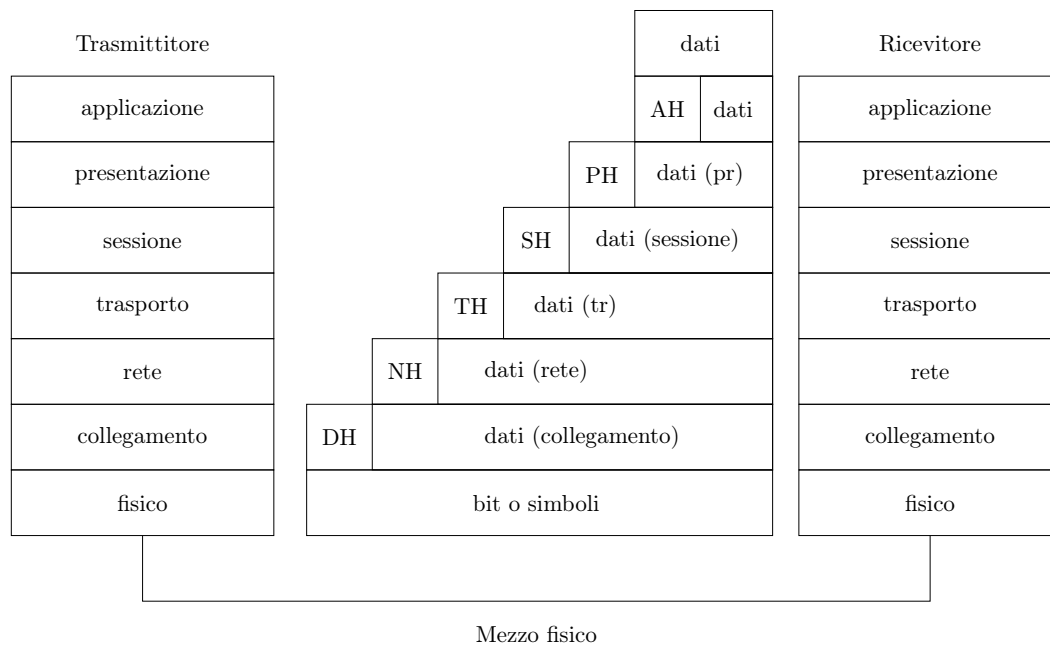 dati
Trasmittitore
Ricevitore
applicazione
AH
dati
applicazione
presentazione
PH
dati (pr)
presentazione
sessione
SH
dati (sessione)
sessione
trasporto
TH
dati (tr)
trasporto
rete
NH
dati (rete)
rete
collegamento
DH
dati (collegamento)
collegamento
fisico
bit o simboli
fisico
Mezzo fisico